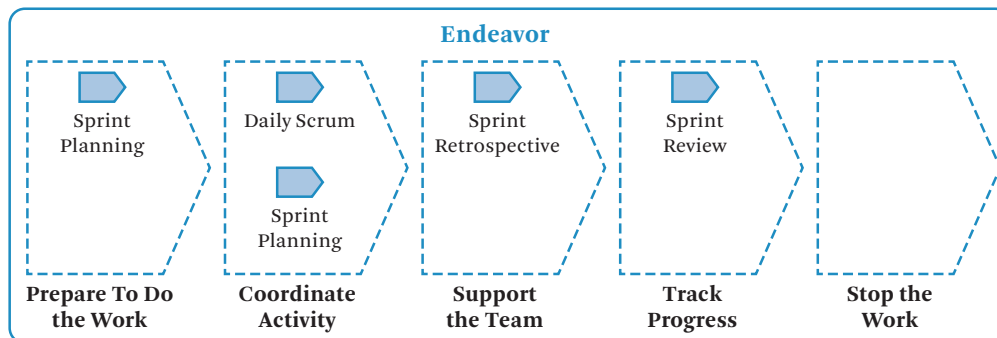 Endeavor
Sprint
Planning
Daily Scrum
Sprint
Planning
Sprint
Retrospective
Sprint
Review
Prepare To Do
the Work
Coordinate
Activity
Support
the Team
Track
Progress
Stop the
Work